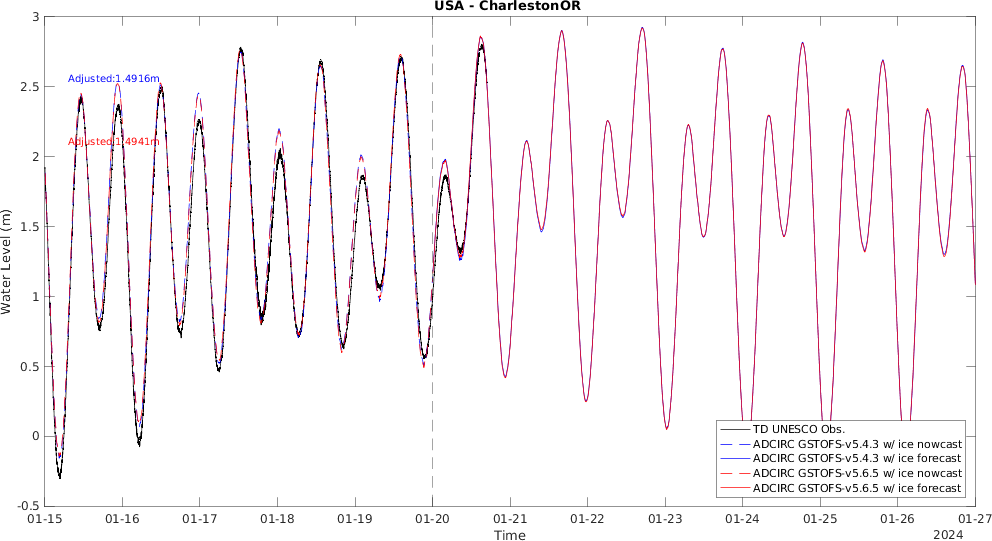 USA - CharlestonOR
3
2.5
2
1.5
1
0.5
0
-0.5
Water Level (m)
Adjusted:1.4916m
Adjusted:1.4941m
TD UNESCO Obs.
ADCIRC GSTOFS-v5.4.3 w/ ice nowcast
ADCIRC GSTOFS-v5.4.3 w/ ice forecast
ADCIRC GSTOFS-v5.6.5 w/ ice nowcast
ADCIRC GSTOFS-v5.6.5 w/ ice forecast
01-15 01-16 01-17 01-18 01-19 01-20 01-21 01-22 01-23 01-24 01-25 01-26 01-27
Time
2024